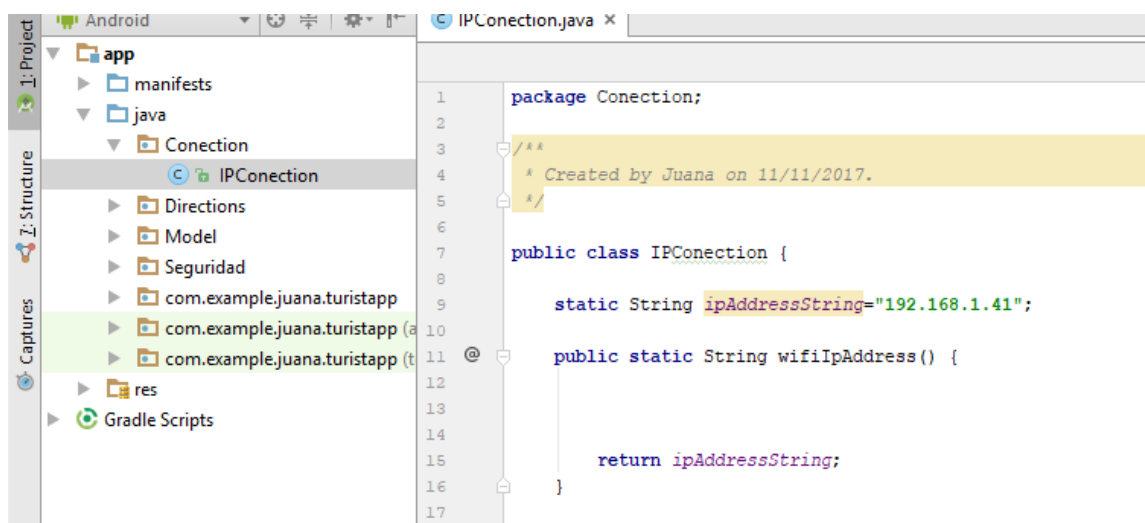 Android
IPConection.java ×
1: Project
7: Structure
Captures
app
manifests
java
Conection
IPConection
Directions
Model
Seguridad
com.example.juana.turistapp
com.example.juana.turistapp (a
com.example.juana.turistapp (t
res
Gradle Scripts
1 package Conection;
2
3 /**
4 * Created by Juana on 11/11/2017.
5 */
6
7 public class IPConection {
8
9 static String ipAddressString="192.168.1.41";
10
11 @ public static String wifiIpAddress() {
12
13
14
15 return ipAddressString;
16 }
17